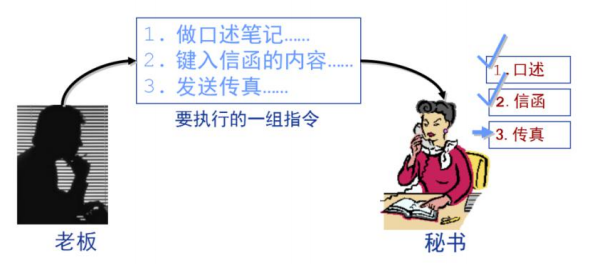 1. 做口述笔记......
2. 键入信函的内容......
3. 发送传真......
要执行的一组指令
1. 口述
2. 信函
3. 传真
老板
秘书